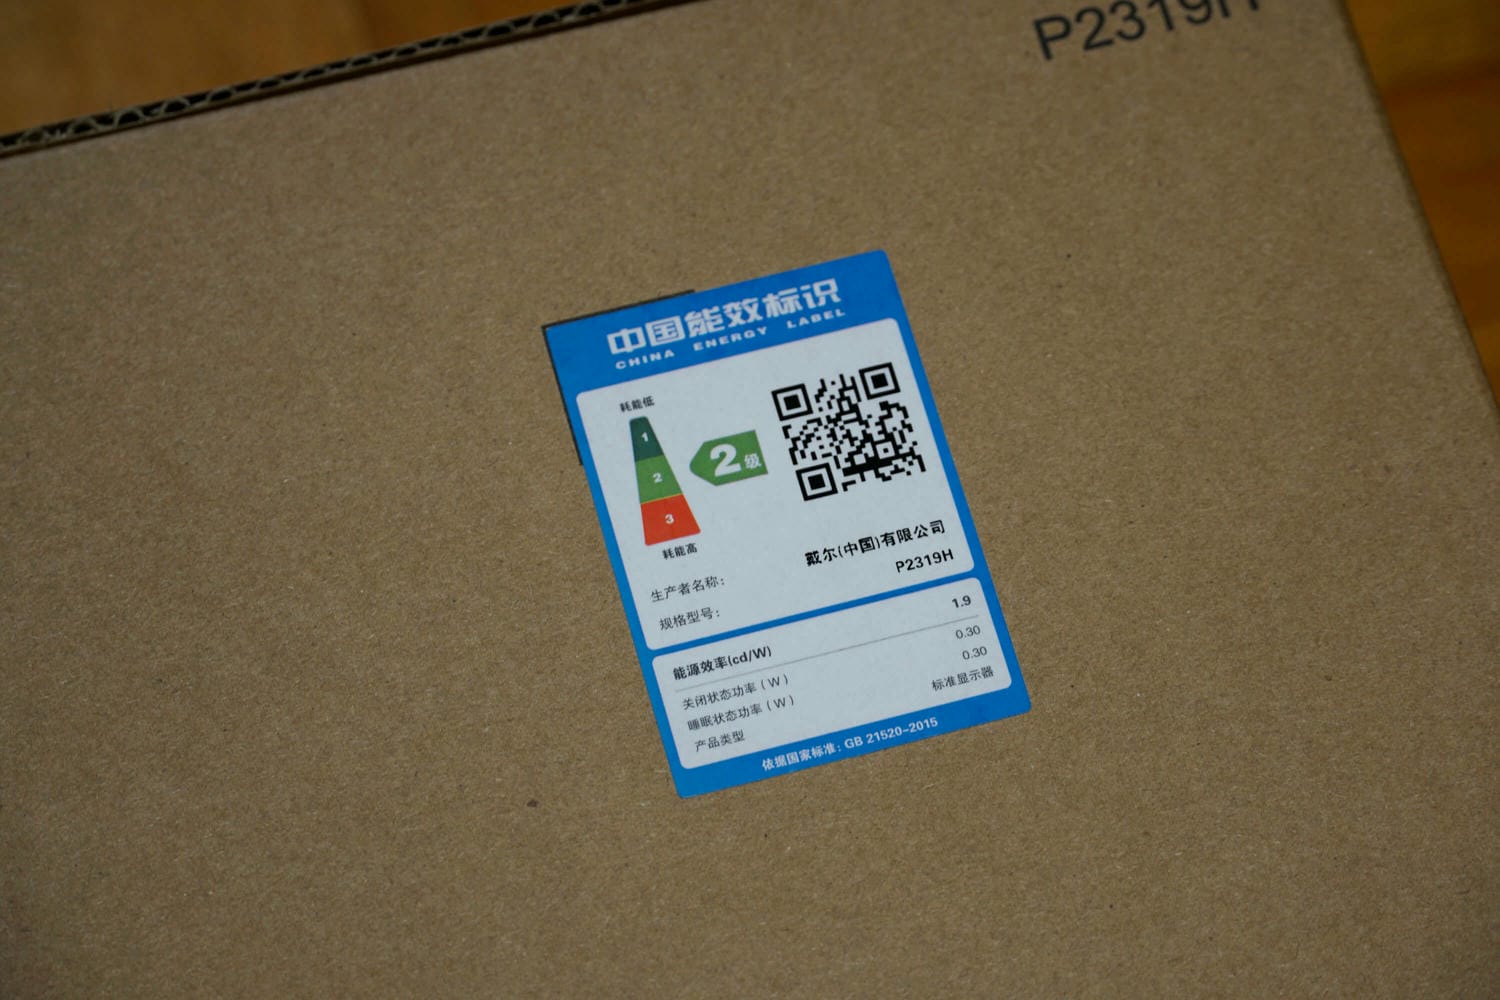 P2319H
中国能效标识
CHINA ENERGY LABEL
耗能低
1
2
3
2级
耗能高
生产者名称: 戴尔(中国)有限公司
规格型号: P2319H
能源效率(cd/W) 1.9
关闭状态功率(W) 0.30
睡眠状态功率(W) 0.30
产品类型 标准显示器
依据国家标准: GB 21520-2015